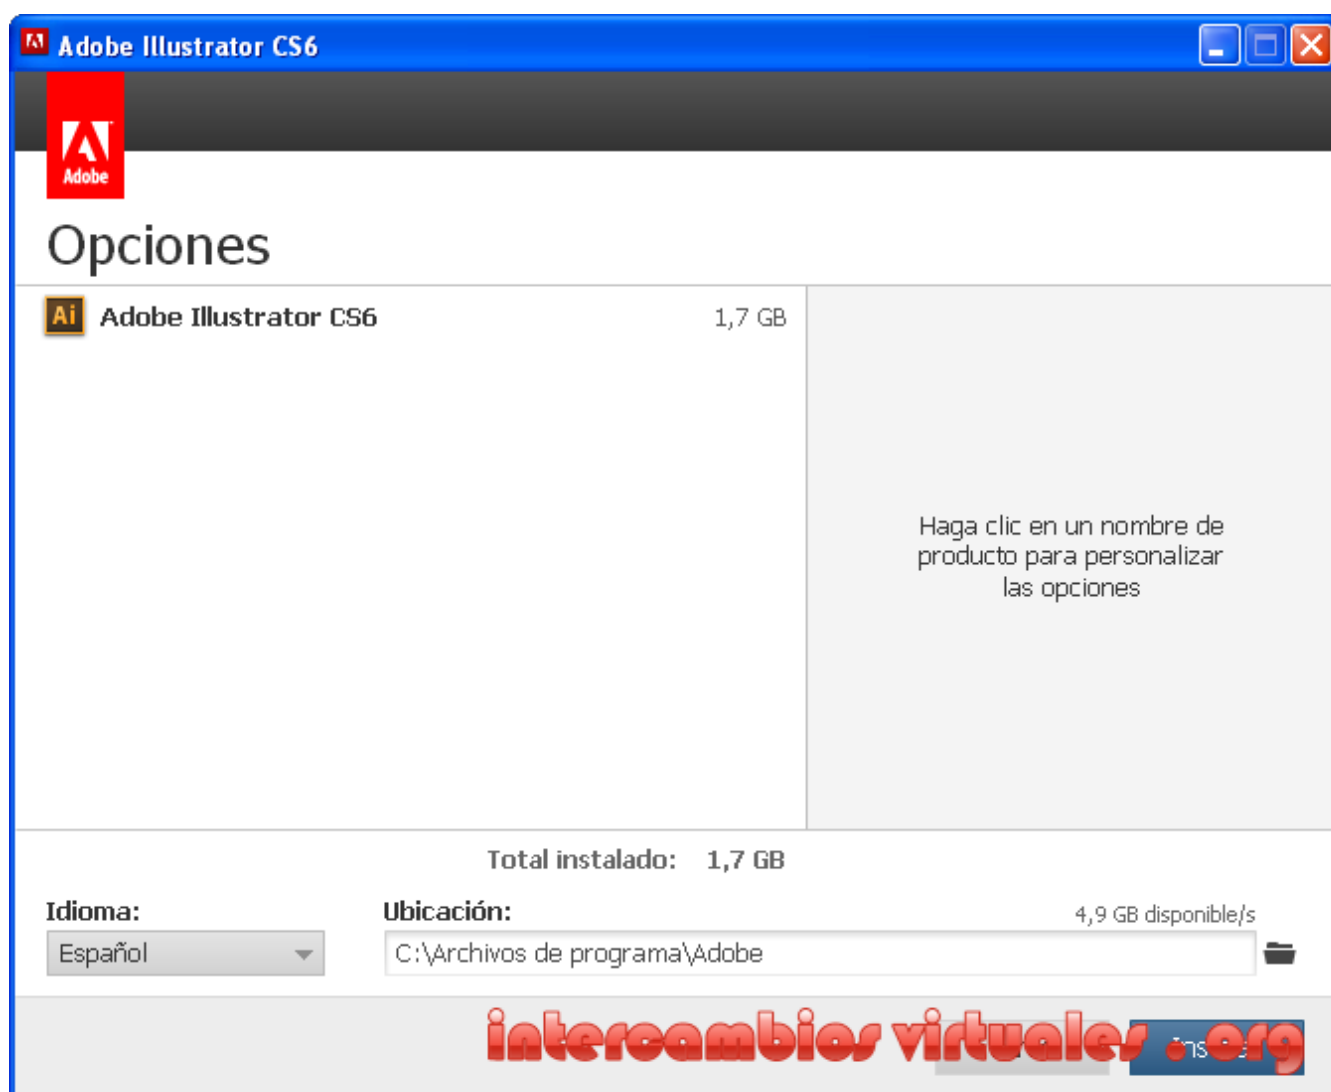 Adobe Illustrator CS6
Adobe
Opciones
Ai Adobe Illustrator CS6 1,7 GB
Haga clic en un nombre de
producto para personalizar
las opciones
Total instalado: 1,7 GB
Idioma: Ubicación: 4,9 GB disponible/s
Español C:\Archivos de programa\Adobe
intercambios virtuales . org